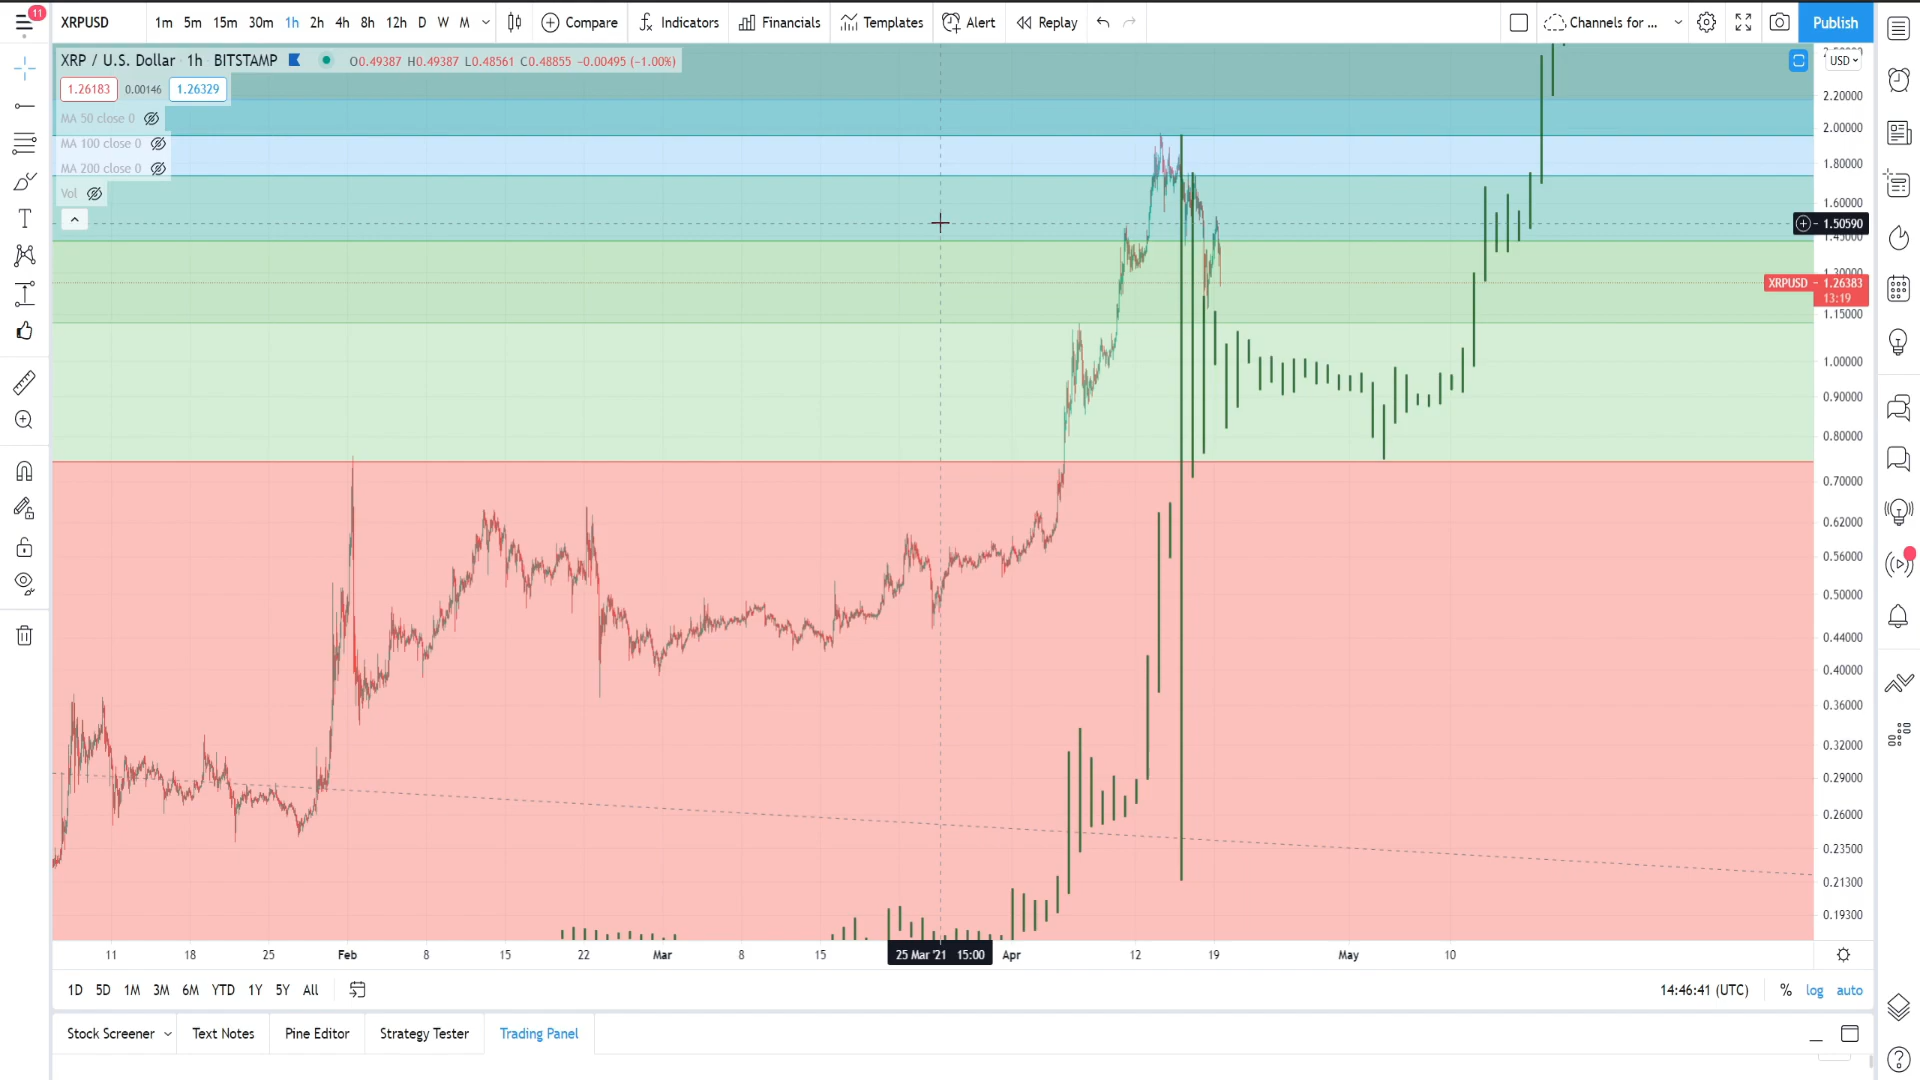 11
XRPUSD 1m 5m 15m 30m 1h 2h 4h 8h 12h D W M Compare Indicators Financials Templates Alert Replay Channels for ... Publish
XRP / U.S. Dollar 1h BITSTAMP O0.49387 H0.49387 L0.48561 C0.48855 −0.00495 (−1.00%)
USD
1.26183 0.00146 1.26329
MA 50 close 0
MA 100 close 0
MA 200 close 0
Vol
2.20000
2.00000
1.80000
1.60000
1.50590
1.45000
1.30000
XRPUSD 1.26383
13:19
1.15000
1.00000
0.90000
0.80000
0.70000
0.62000
0.56000
0.50000
0.44000
0.40000
0.36000
0.32000
0.29000
0.26000
0.23500
0.21300
0.19300
11 18 25 Feb 8 15 22 Mar 8 15 25 Mar '21 15:00 Apr 12 19 May 10
1D 5D 1M 3M 6M YTD 1Y 5Y All 14:46:41 (UTC) % log auto
Stock Screener Text Notes Pine Editor Strategy Tester Trading Panel